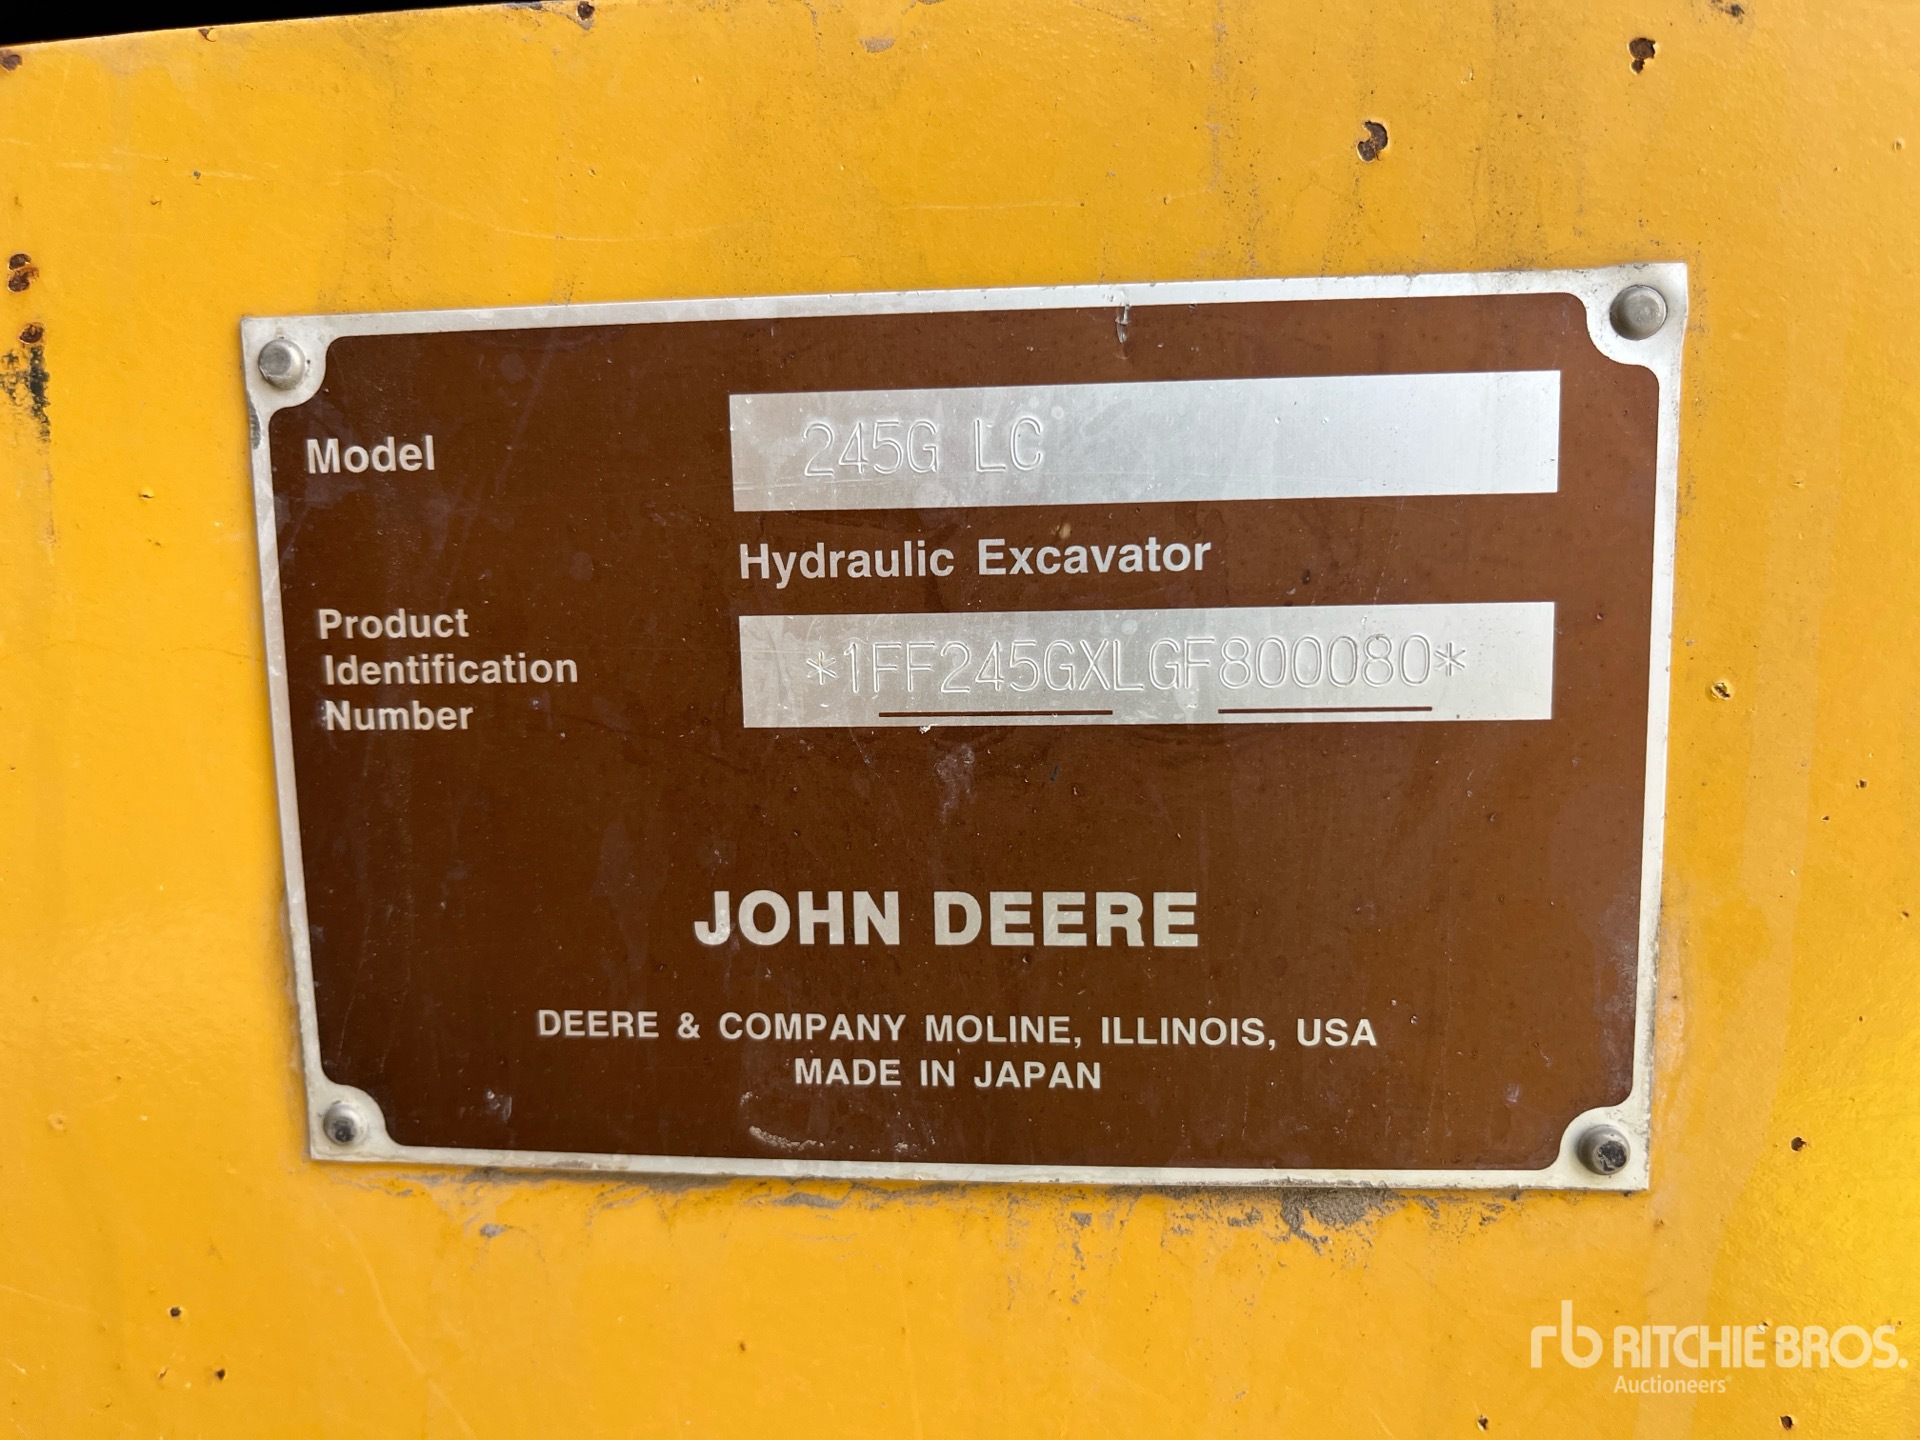 Model 245G LC
Hydraulic Excavator
Product
Identification
Number
*1FF245GXLGF800080*
JOHN DEERE
DEERE & COMPANY MOLINE, ILLINOIS, USA
MADE IN JAPAN
rb RITCHIE BROS.
Auctioneers